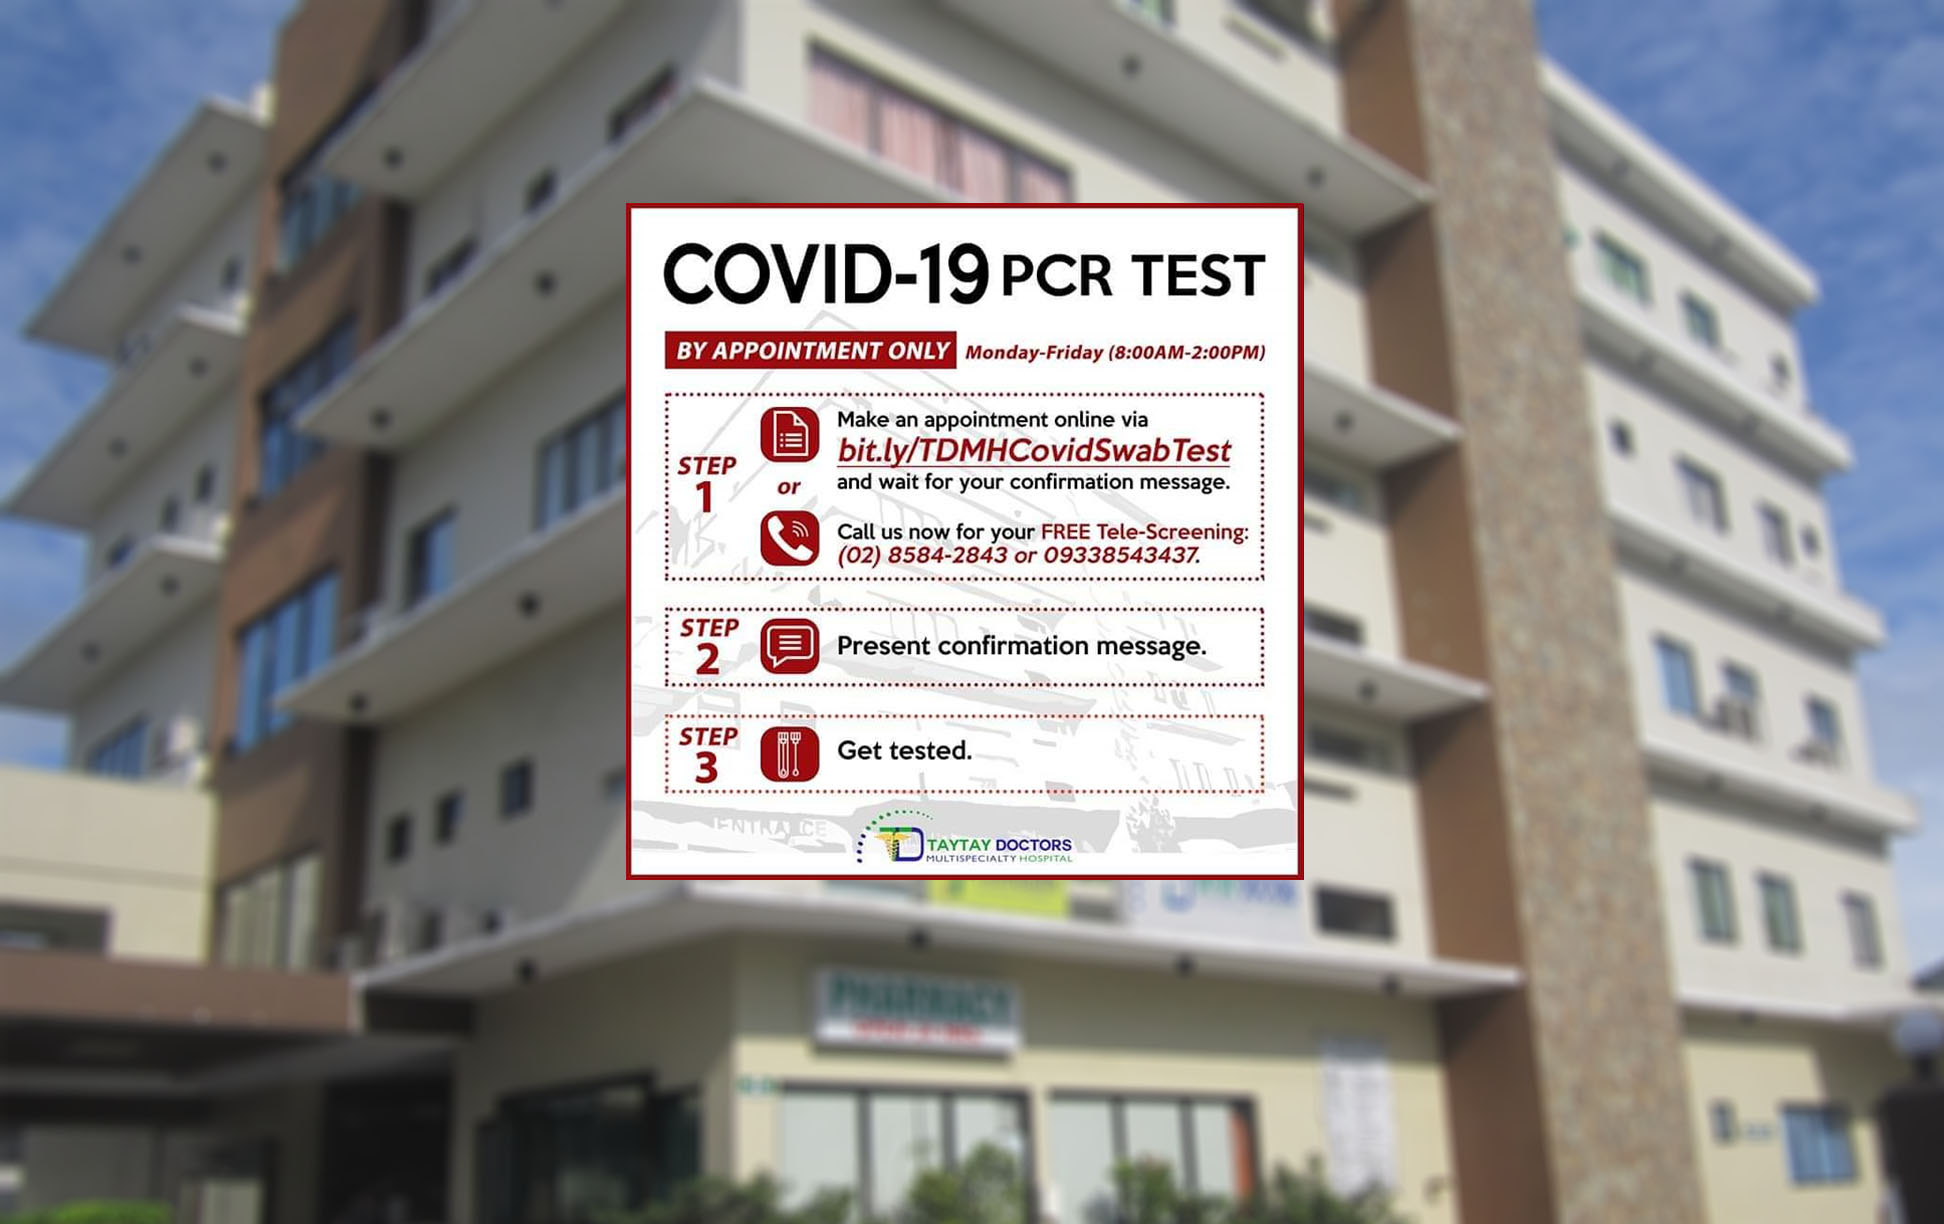 COVID-19 PCR TEST
BY APPOINTMENT ONLY Monday-Friday (8:00AM-2:00PM)
STEP 1
Make an appointment online via
bit.ly/TDMHCovidSwabTest
and wait for your confirmation message.
or
Call us now for your FREE Tele-Screening:
(02) 8584-2843 or 09338543437.
STEP 2
Present confirmation message.
STEP 3
Get tested.
ENTRANCE
TAYTAY DOCTORS
MULTISPECIALTY HOSPITAL
PHARMACY